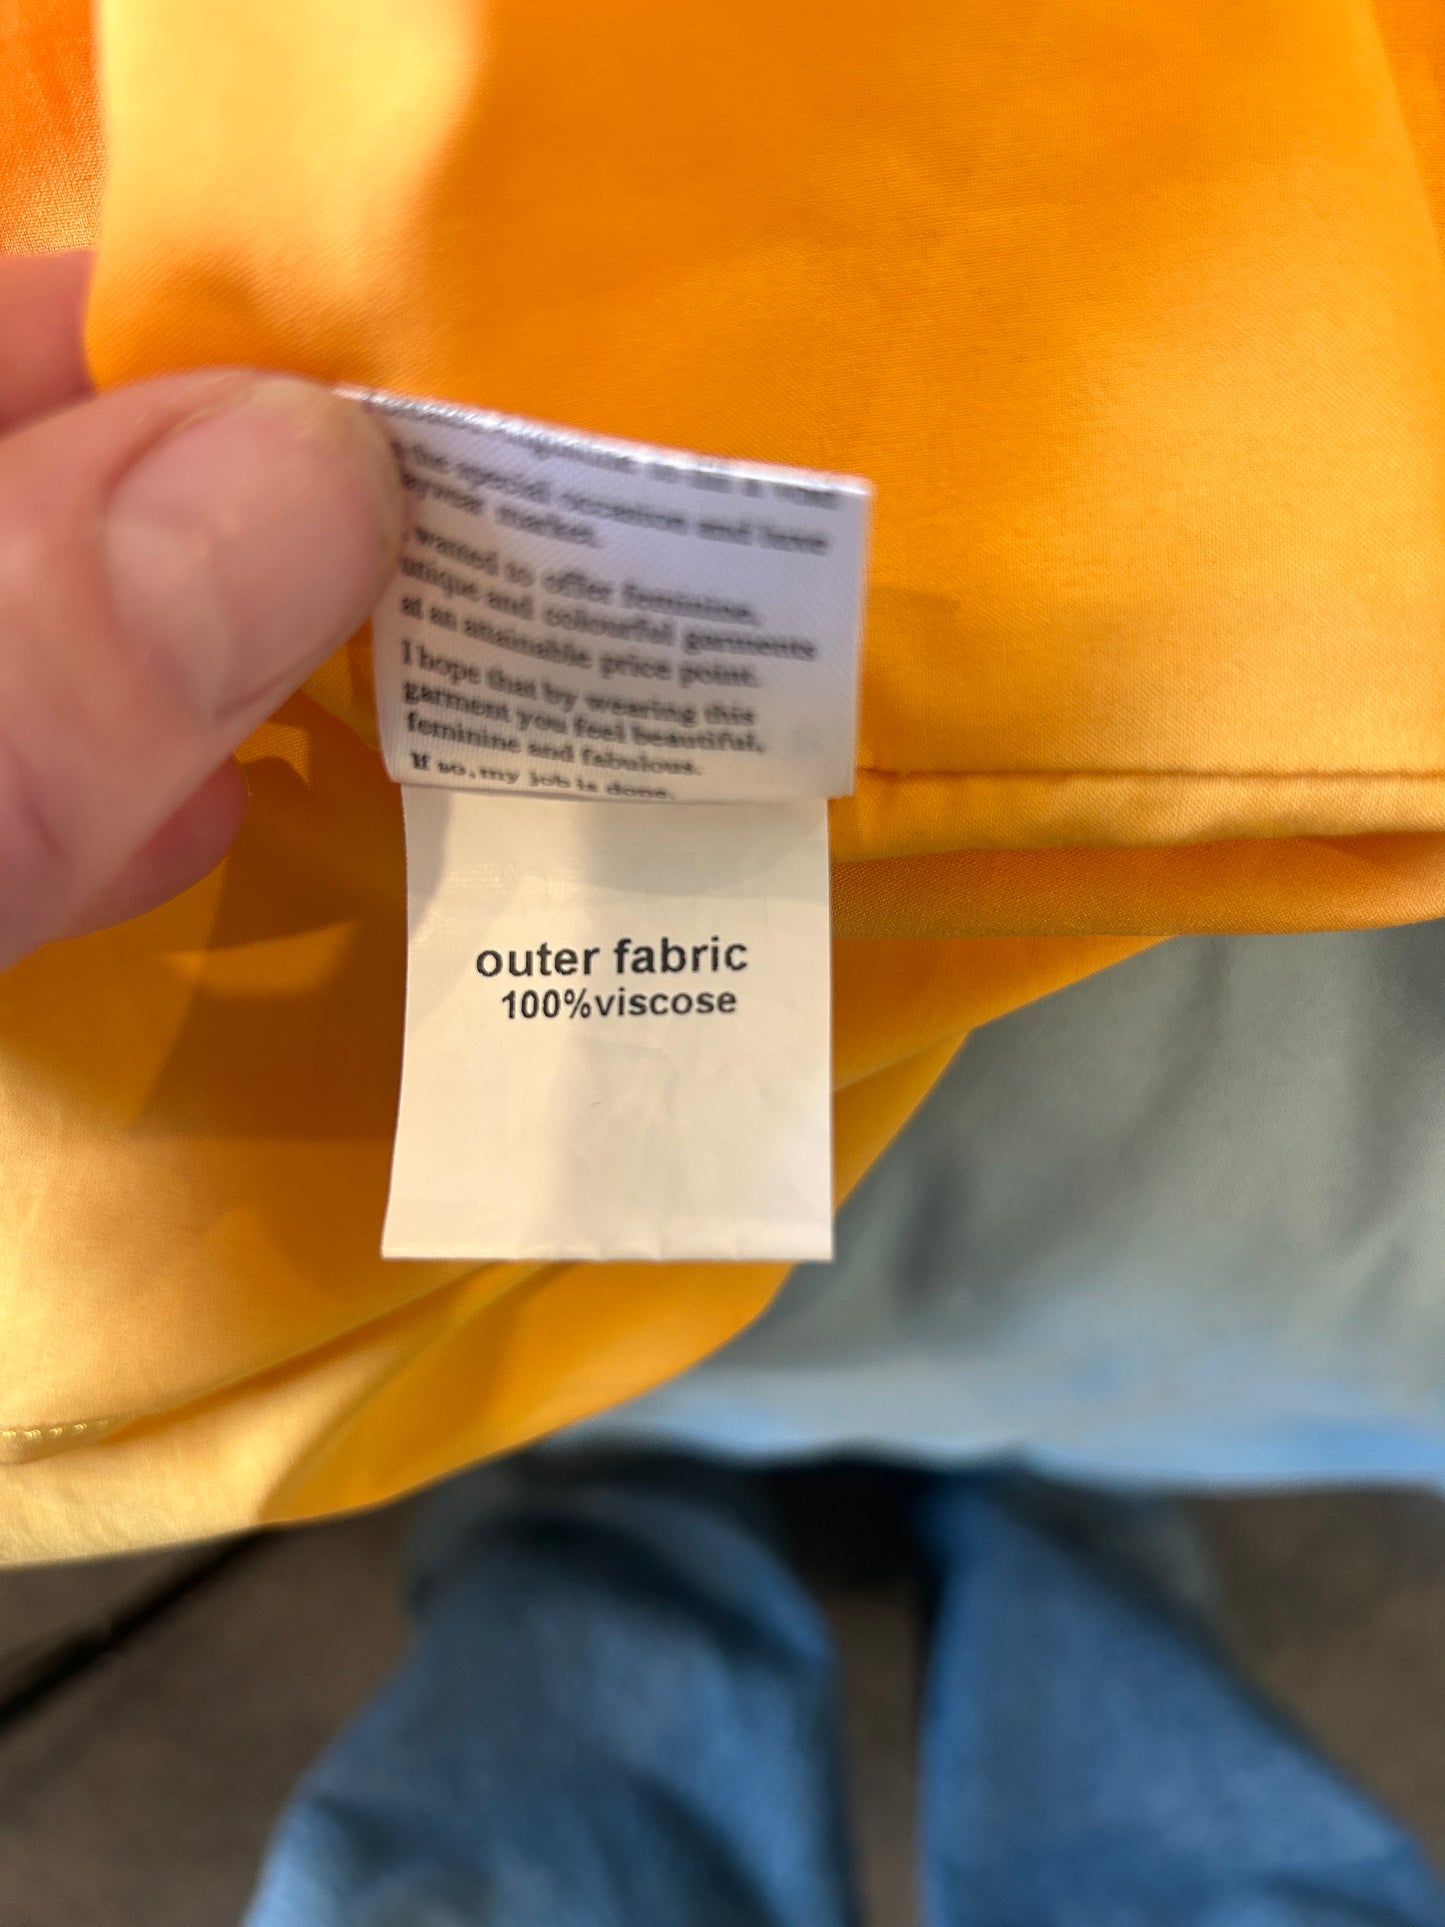 the special occasion and luxe
market.
wanted to offer feminine,
unique and colourful garments
at an attainable price point.
I hope that by wearing this
garment you feel beautiful,
feminine and fabulous.
If so, my job is done.
outer fabric
100%viscose